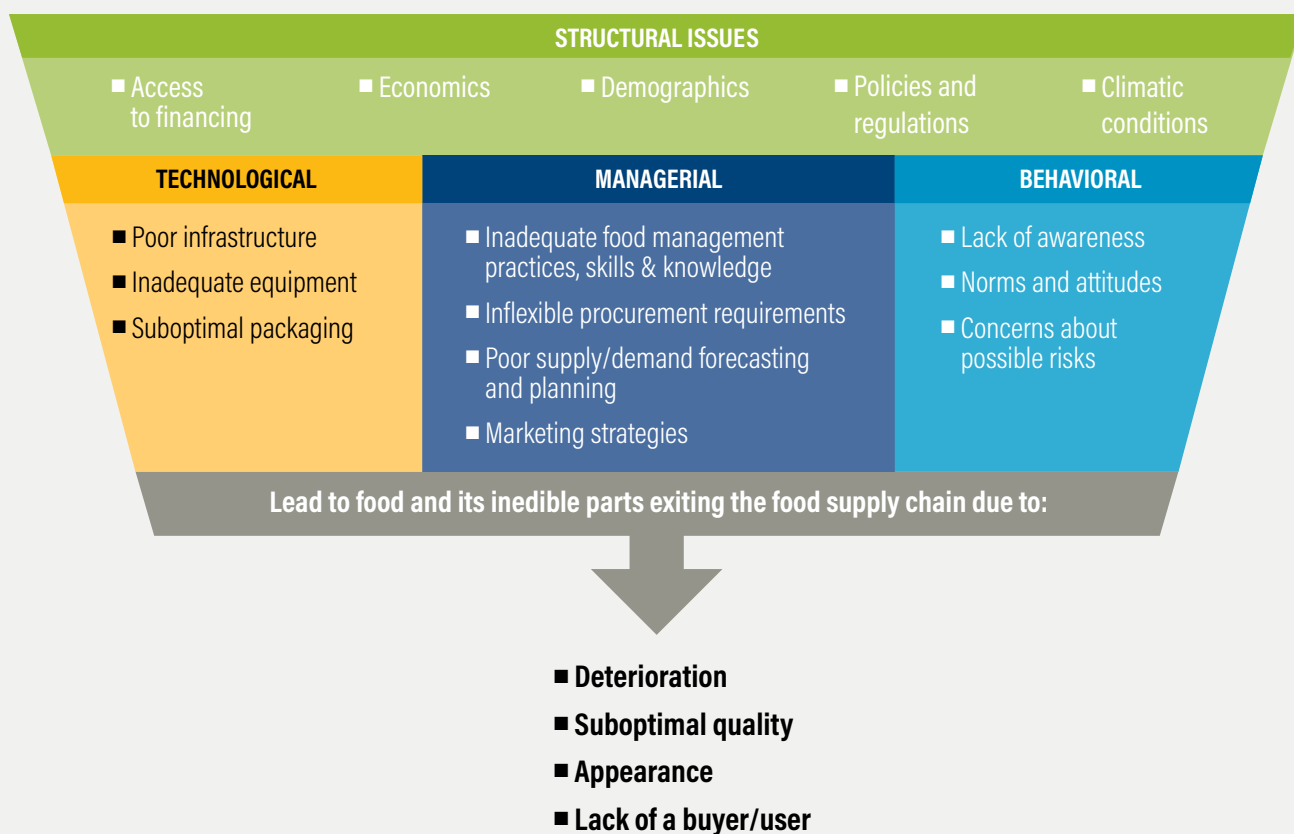 STRUCTURAL ISSUES
■ Access
to financing
■ Economics
■ Demographics
■ Policies and
regulations
■ Climatic
conditions
TECHNOLOGICAL
■ Poor infrastructure
■ Inadequate equipment
■ Suboptimal packaging
MANAGERIAL
■ Inadequate food management
practices, skills & knowledge
■ Inflexible procurement requirements
■ Poor supply/demand forecasting
and planning
■ Marketing strategies
BEHAVIORAL
■ Lack of awareness
■ Norms and attitudes
■ Concerns about
possible risks
Lead to food and its inedible parts exiting the food supply chain due to:
■ Deterioration
■ Suboptimal quality
■ Appearance
■ Lack of a buyer/user